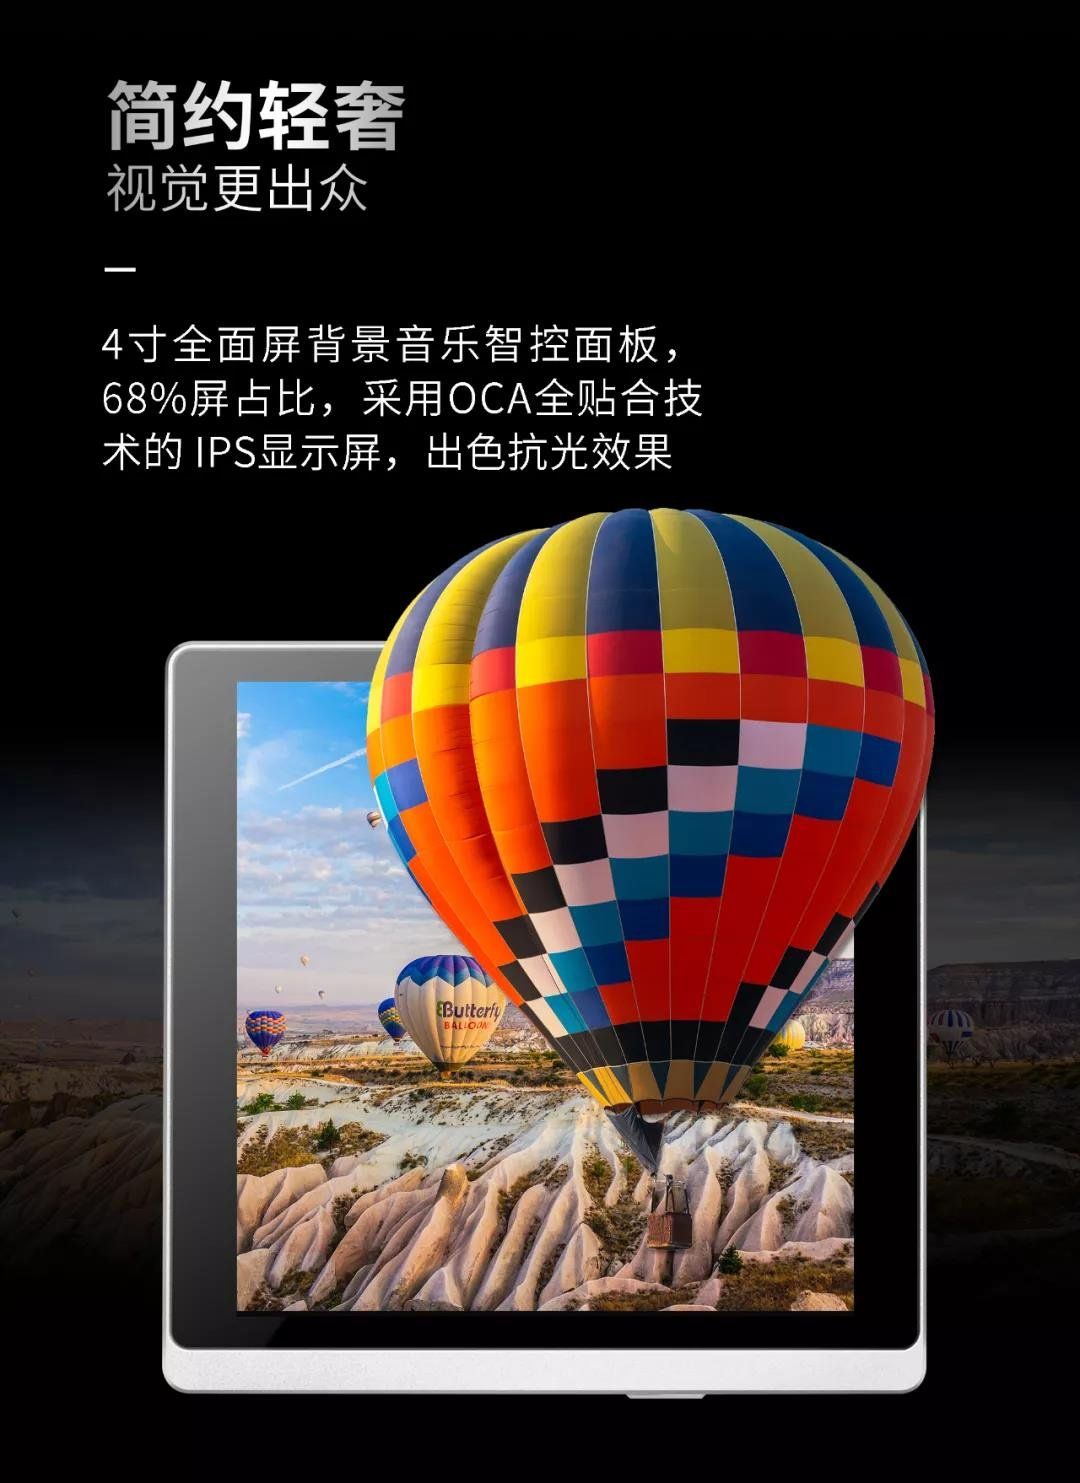 简约轻奢
视觉更出众
4寸全面屏背景音乐智控面板，
68%屏占比，采用OCA全贴合技
术的 IPS显示屏，出色抗光效果
Butterfly
BALLOONS